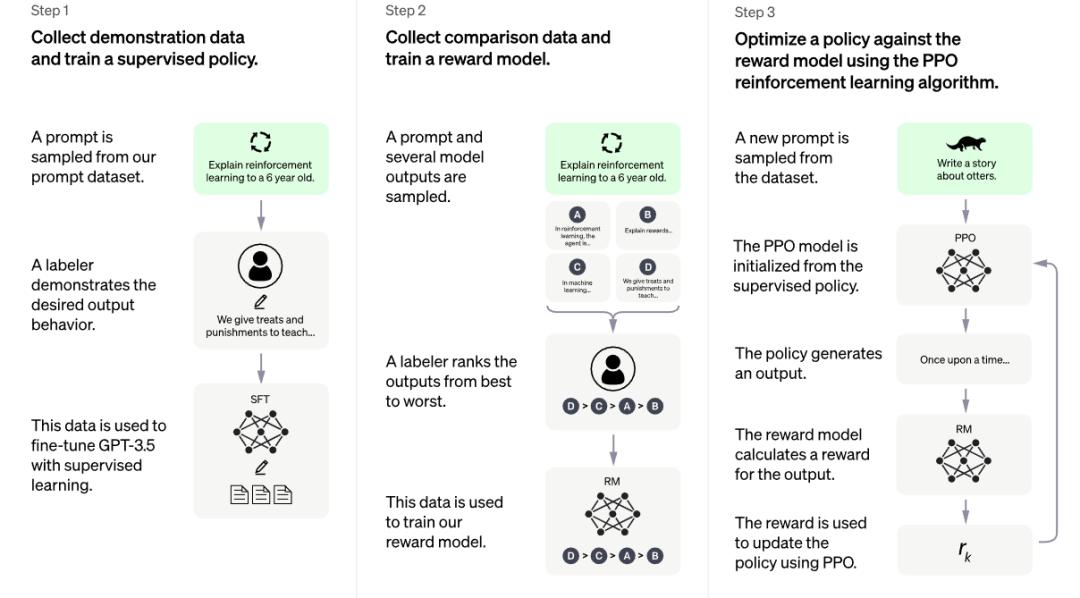 Step 1
Collect demonstration data
and train a supervised policy.
A prompt is
sampled from our
prompt dataset.
Explain reinforcement
learning to a 6 year old.
A labeler
demonstrates the
desired output
behavior.
We give treats and
punishments to teach...
This data is used to
fine-tune GPT-3.5
with supervised
learning.
SFT
Step 2
Collect comparison data and
train a reward model.
A prompt and
several model
outputs are
sampled.
Explain reinforcement
learning to a 6 year old.
A
In reinforcement
learning, the
agent is...
B
Explain rewards...
C
In machine
learning...
D
We give treats and
punishments to
teach...
A labeler ranks the
outputs from best
to worst.
D > C > A > B
This data is used
to train our
reward model.
RM
D > C > A > B
Step 3
Optimize a policy against the
reward model using the PPO
reinforcement learning algorithm.
A new prompt is
sampled from
the dataset.
Write a story
about otters.
The PPO model is
initialized from the
supervised policy.
PPO
The policy generates
an output.
Once upon a time...
The reward model
calculates a reward
for the output.
RM
The reward is used
to update the
policy using PPO.
rk